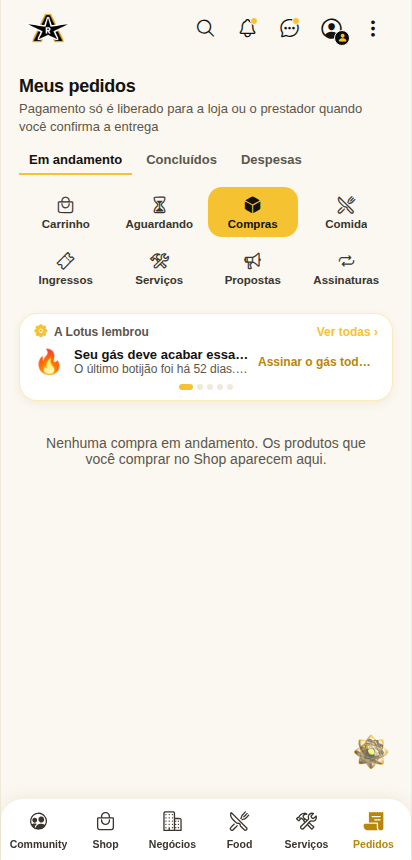 Meus pedidos
Pagamento só é liberado para a loja ou o prestador quando
você confirma a entrega
Em andamento Concluídos Despesas
Carrinho Aguardando Compras Comida
Ingressos Serviços Propostas Assinaturas
A Lotus lembrou Ver todas ›
Seu gás deve acabar essa… Assinar o gás tod…
O último botijão foi há 52 dias.…
Nenhuma compra em andamento. Os produtos que
você comprar no Shop aparecem aqui.
Community Shop Negócios Food Serviços Pedidos